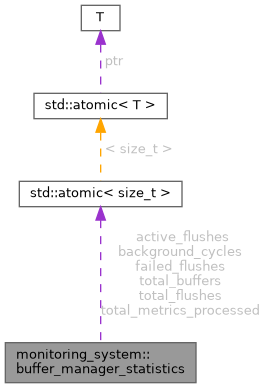 T
ptr
std::atomic< T >
< size_t >
std::atomic< size_t >
active_flushes
background_cycles
failed_flushes
total_buffers
total_flushes
total_metrics_processed
monitoring_system::
buffer_manager_statistics